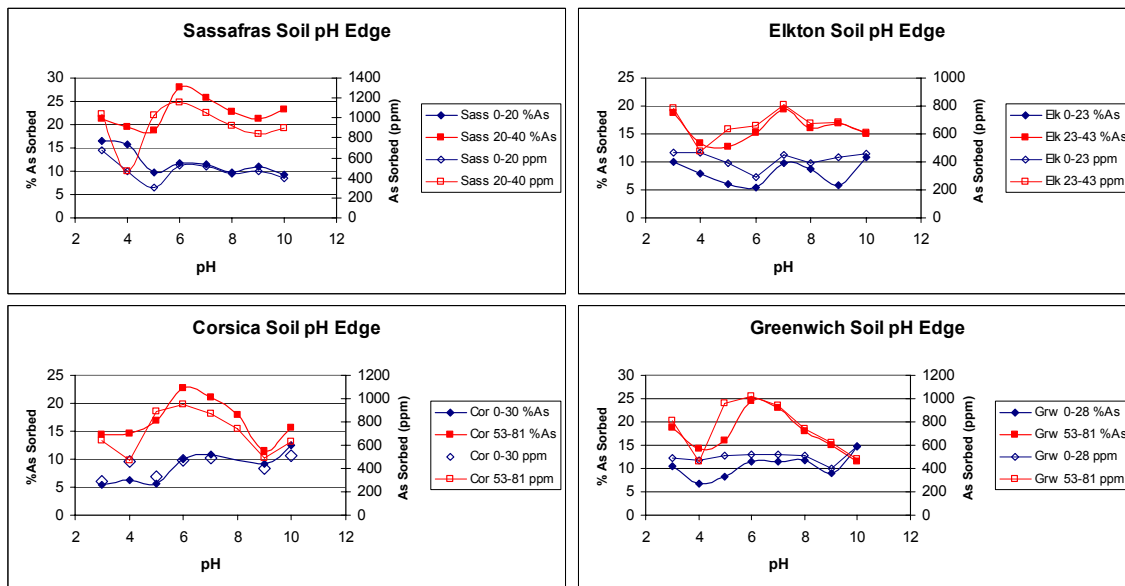 Sassafras Soil pH Edge
% As Sorbed
30
25
20
15
10
5
0
2 4 6 8 10 12
pH
1400
1200
1000
800
600
400
200
0
As Sorbed (ppm)
Sass 0-20 %As
Sass 20-40 %As
Sass 0-20 ppm
Sass 20-40 ppm
Elkton Soil pH Edge
% As Sorbed
25
20
15
10
5
0
2 4 6 8 10 12
pH
1000
800
600
400
200
0
As Sorbed (ppm)
Elk 0-23 %As
Elk 23-43 %As
Elk 0-23 ppm
Elk 23-43 ppm
Corsica Soil pH Edge
%As Sorbed
25
20
15
10
5
0
2 4 6 8 10 12
pH
1200
1000
800
600
400
200
0
As Sorbed (ppm)
Cor 0-30 %As
Cor 53-81 %As
Cor 0-30 ppm
Cor 53-81 ppm
Greenwich Soil pH Edge
% As Sorbed
30
25
20
15
10
5
0
2 4 6 8 10 12
pH
1200
1000
800
600
400
200
0
As Sorbed (ppm)
Grw 0-28 %As
Grw 53-81 %As
Grw 0-28 ppm
Grw 53-81 ppm